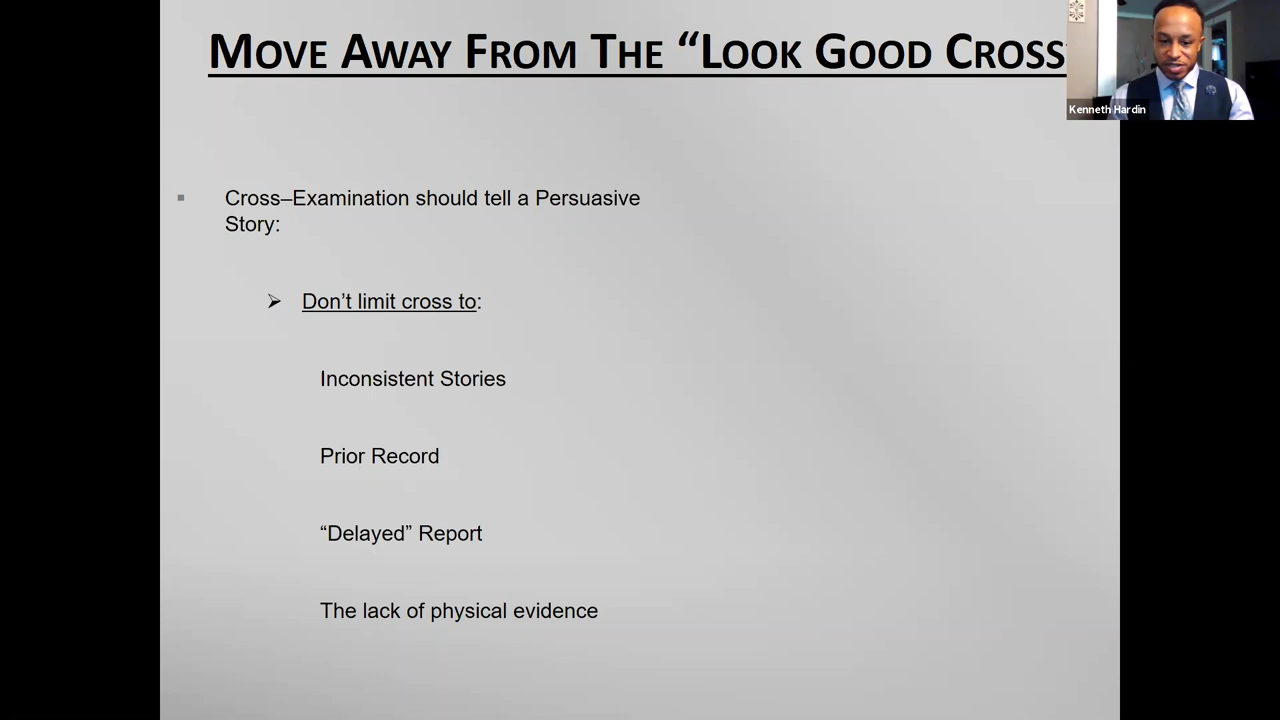 MOVE AWAY FROM THE “LOOK GOOD CROSS
Kenneth Hardin
Cross–Examination should tell a Persuasive
Story:
Don’t limit cross to:
Inconsistent Stories
Prior Record
“Delayed” Report
The lack of physical evidence